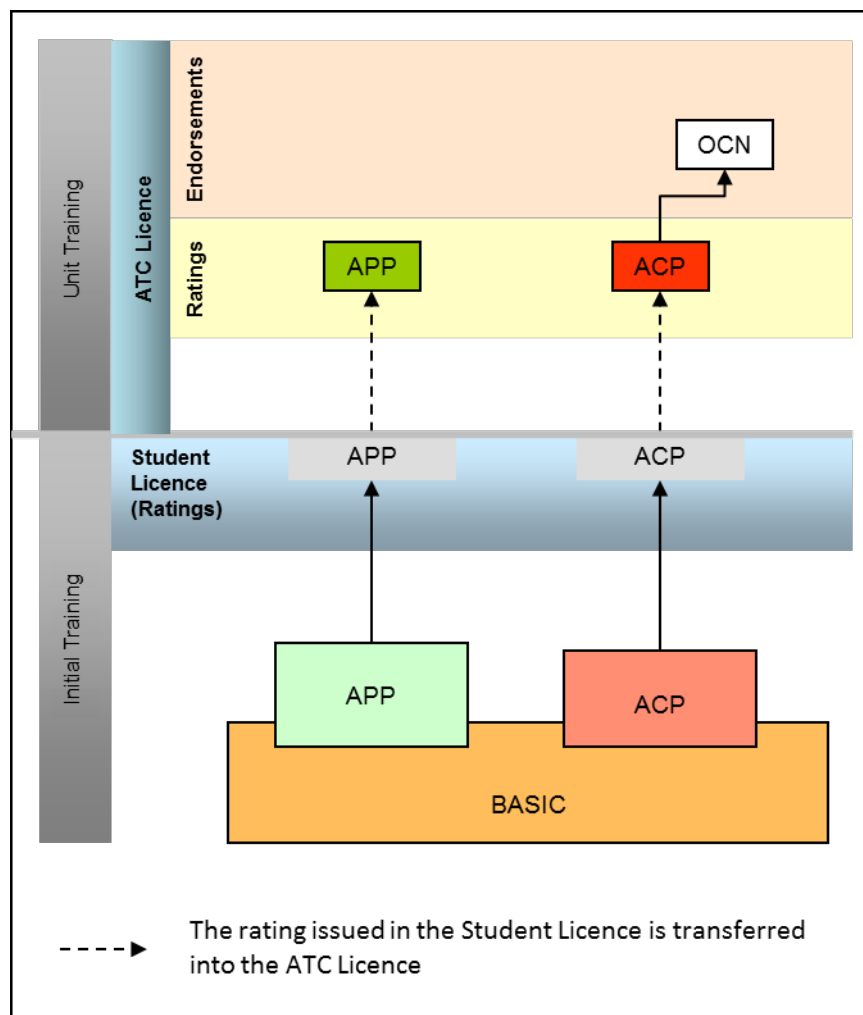 Unit Training
ATC Licence
Endorsements
OCN
Ratings
APP
ACP
Initial Training
Student
Licence
(Ratings)
APP
ACP
APP
ACP
BASIC
The rating issued in the Student Licence is transferred
into the ATC Licence